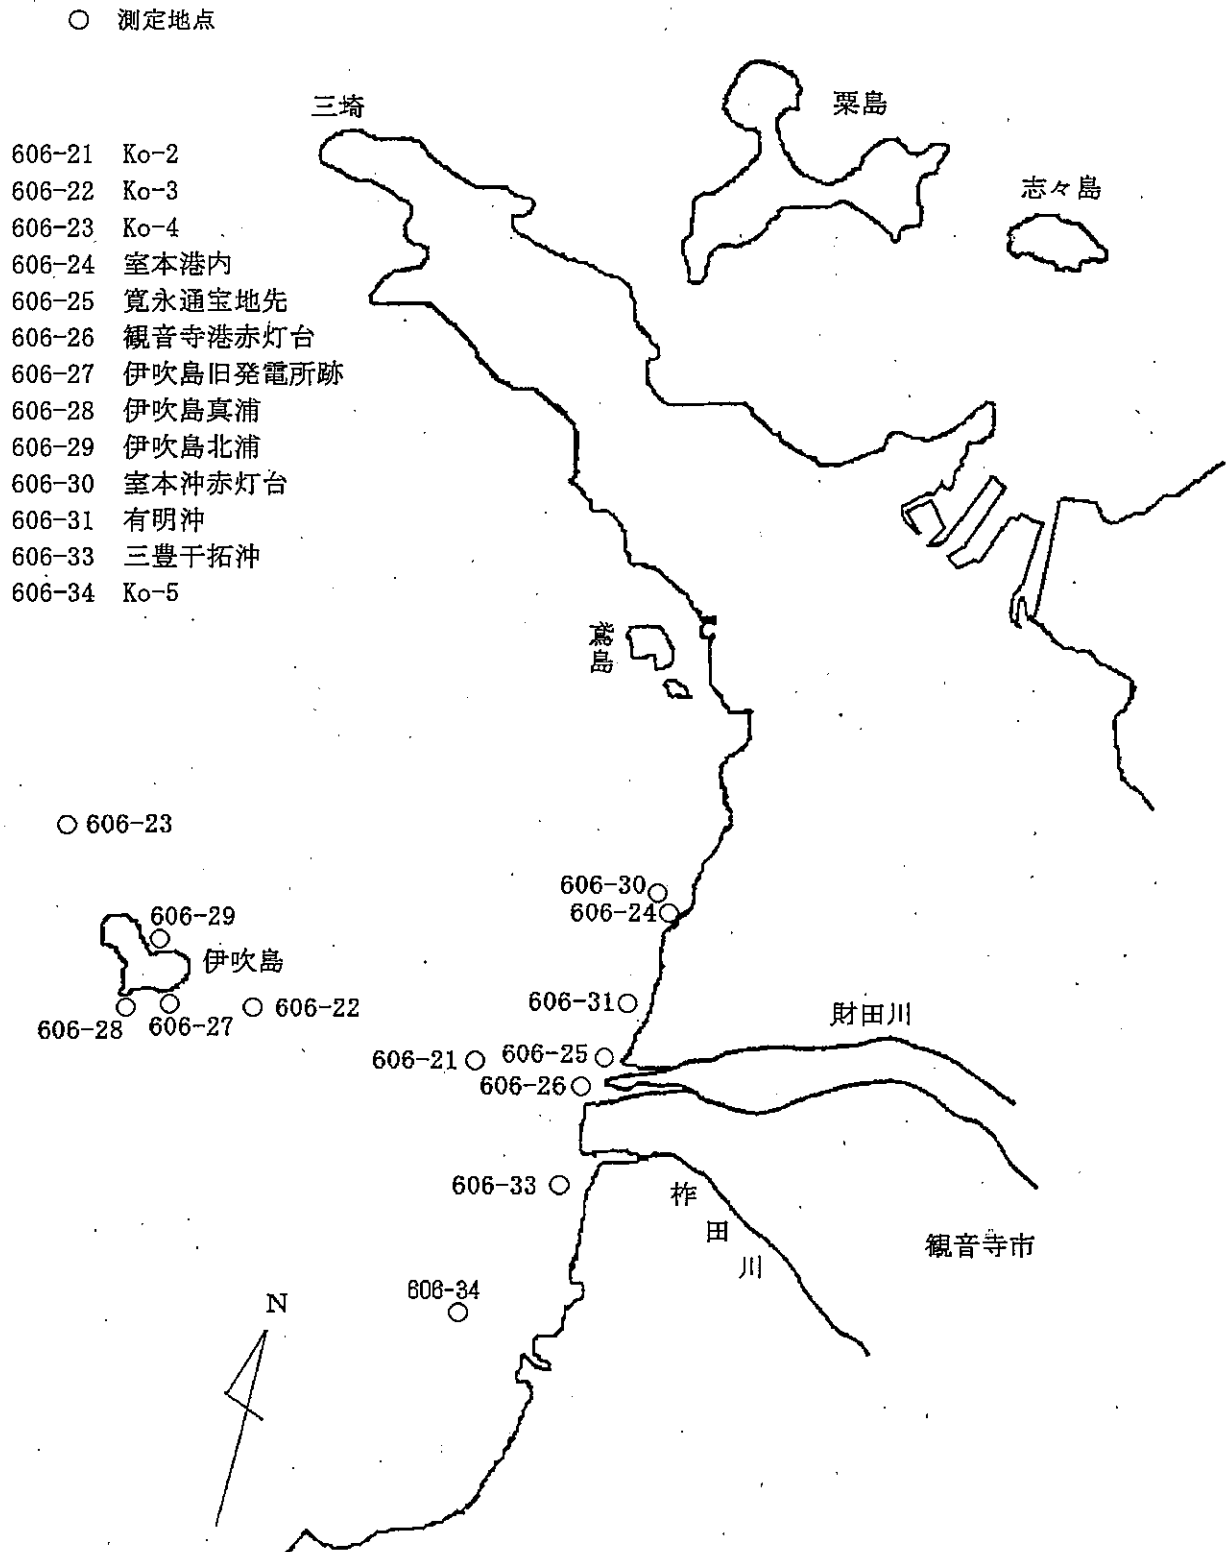 ○ 測定地点
三埼
粟島
志々島
606-21 Ko-2
606-22 Ko-3
606-23 Ko-4
606-24 室本港内
606-25 寛永通宝地先
606-26 観音寺港赤灯台
606-27 伊吹島旧発電所跡
606-28 伊吹島真浦
606-29 伊吹島北浦
606-30 室本沖赤灯台
606-31 有明沖
606-33 三豊干拓沖
606-34 Ko-5
鳶島
606-23
606-30
606-24
606-29
伊吹島
606-28
606-27
606-22
606-31
財田川
606-21
606-25
606-26
606-33
柞田川
観音寺市
606-34
N